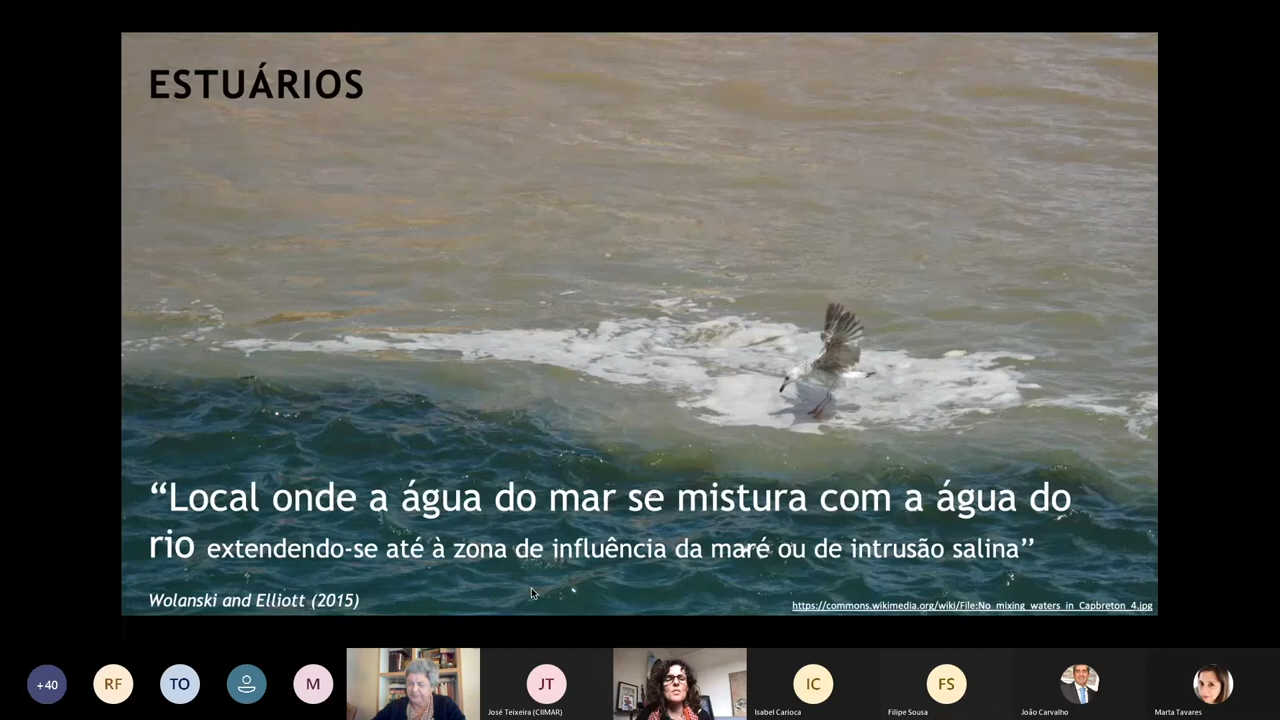 ESTUÁRIOS
“Local onde a água do mar se mistura com a água do
rio extendendo-se até à zona de influência da maré ou de intrusão salina’’
Wolanski and Elliott (2015)
https://commons.wikimedia.org/wiki/File:No_mixing_waters_in_Capbreton_4.jpg
+40
RF
TO
M
JT
José Teixeira (CIIMAR)
IC
Isabel Carioca
FS
Filipe Sousa
João Carvalho
Marta Tavares